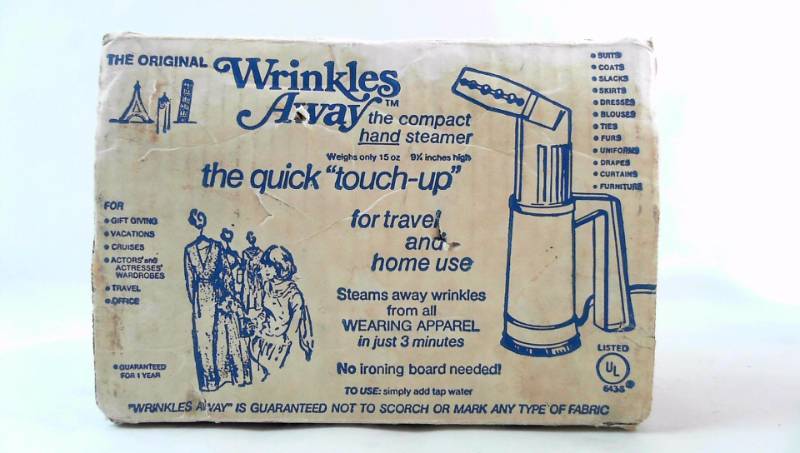 THE ORIGINAL
Wrinkles
Away™
the compact
hand steamer
Weighs only 15 oz 9¼ inches high
the quick "touch-up"
for travel
and
home use
Steams away wrinkles
from all
WEARING APPAREL
in just 3 minutes
No ironing board needed!
TO USE: simply add tap water
FOR
• GIFT GIVING
• VACATIONS
• CRUISES
• ACTORS' and
ACTRESSES'
WARDROBES
• TRAVEL
• OFFICE
• GUARANTEED
FOR 1 YEAR
• SUITS
• COATS
• SLACKS
• SKIRTS
• DRESSES
• BLOUSES
• TIES
• FURS
• UNIFORMS
• DRAPES
• CURTAINS
• FURNITURE
LISTED
UL
®
"WRINKLES AWAY" IS GUARANTEED NOT TO SCORCH OR MARK ANY TYPE OF FABRIC